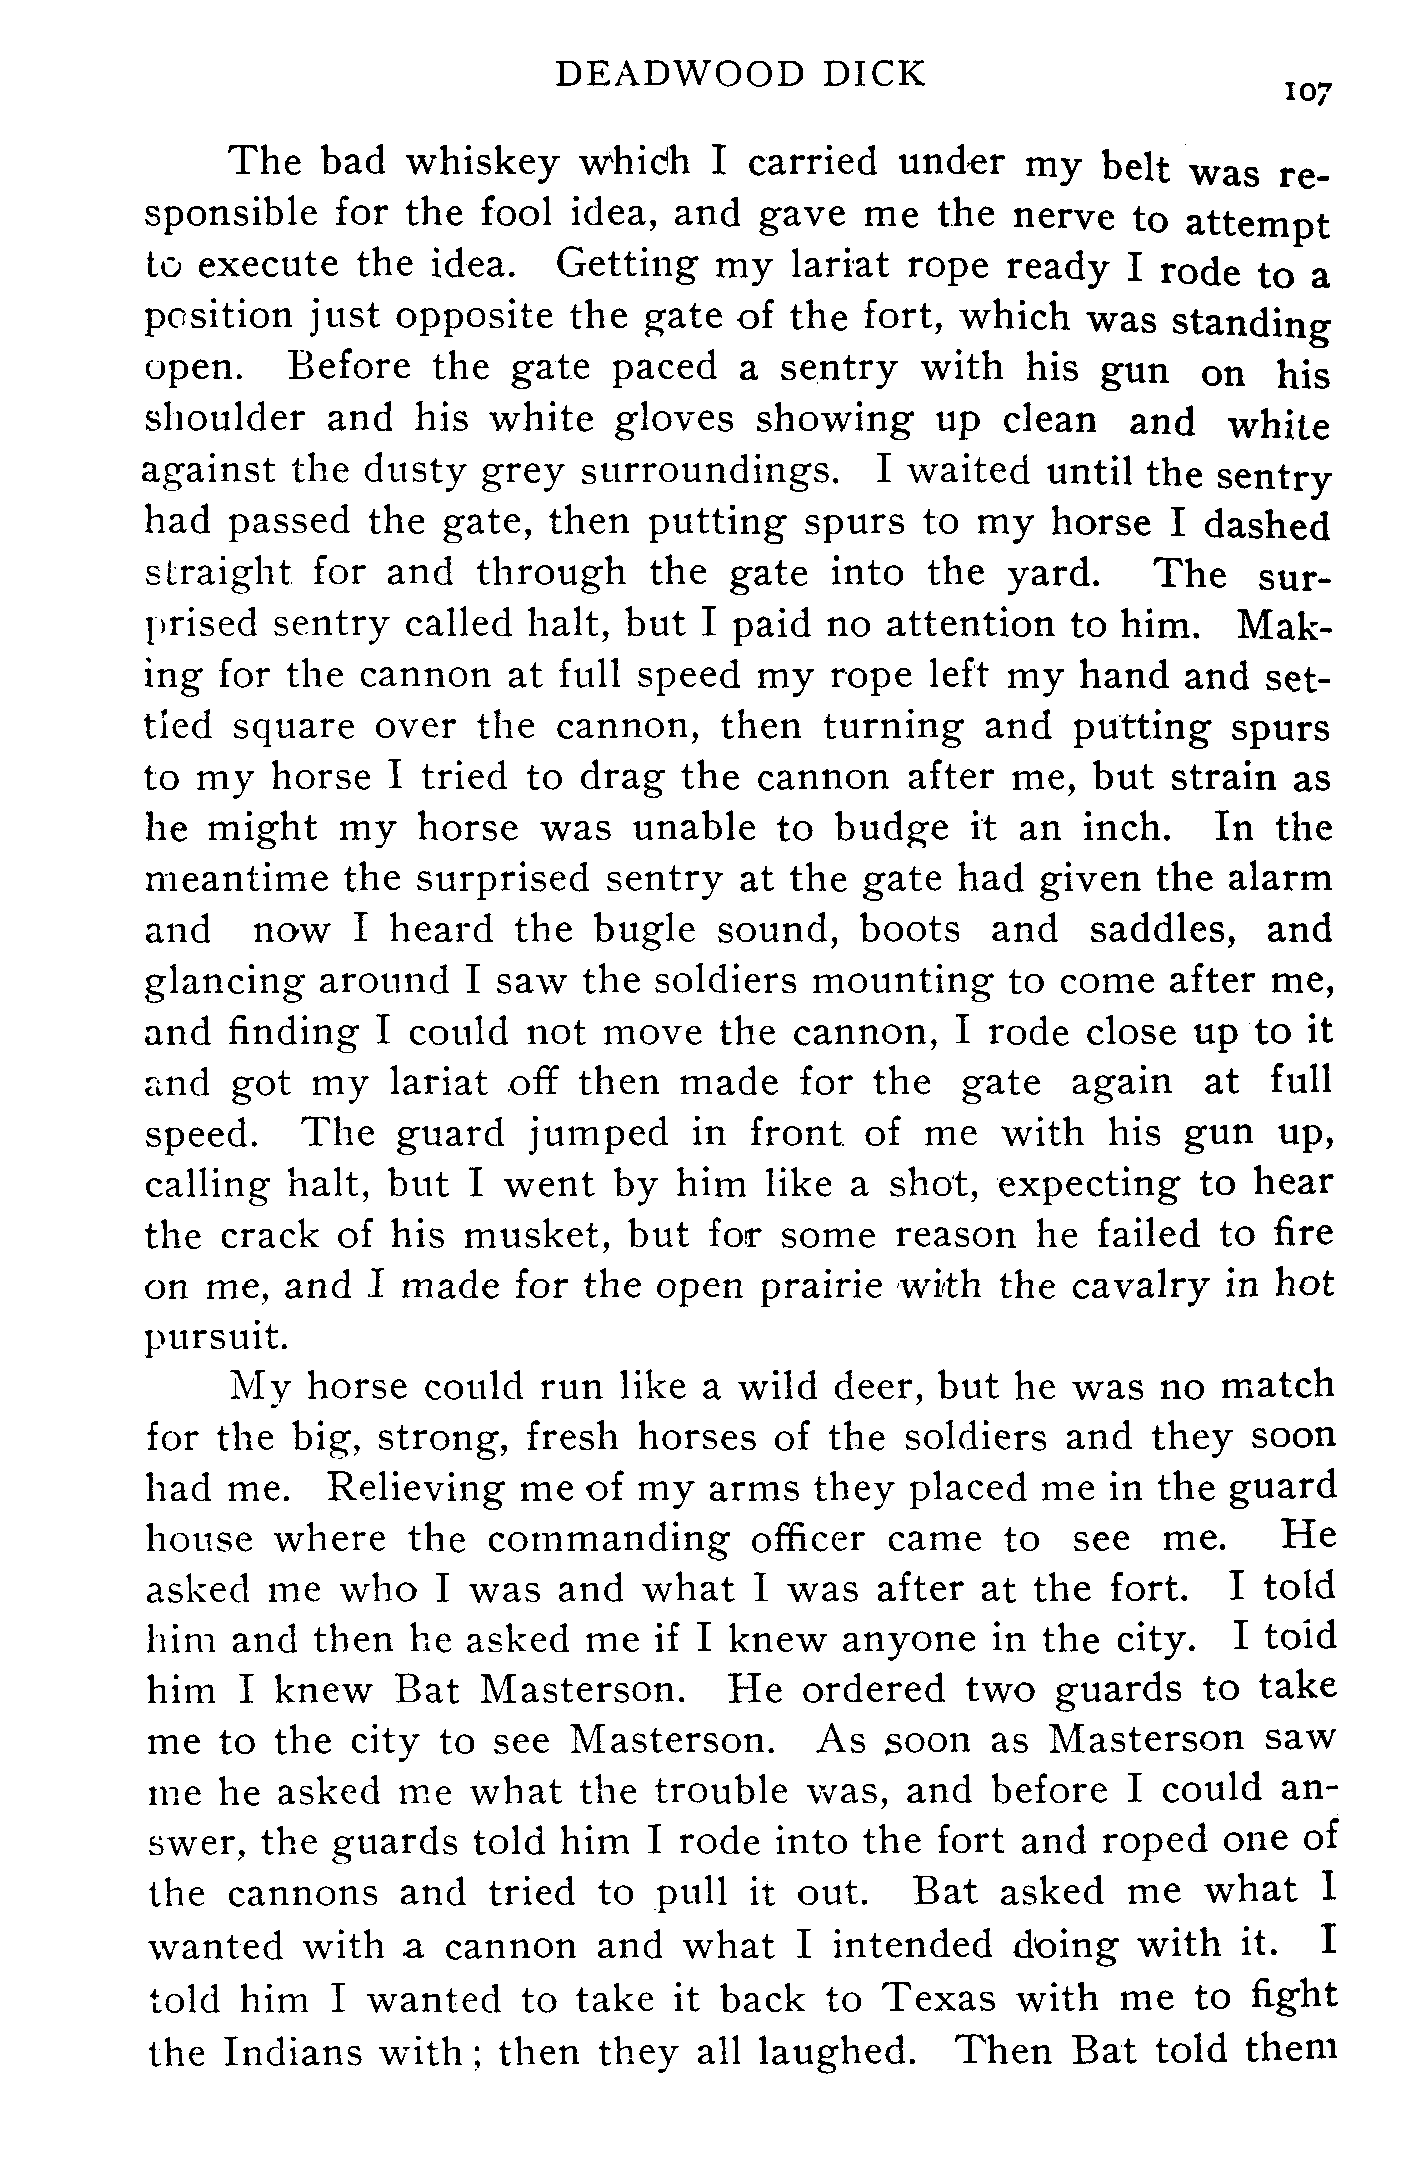 DEADWOOD DICK
107
The bad whiskey which I carried under my belt was re-
sponsible for the fool idea, and gave me the nerve to attempt
to execute the idea. Getting my lariat rope ready I rode to a
position just opposite the gate of the fort, which was standing
open. Before the gate paced a sentry with his gun on his
shoulder and his white gloves showing up clean and white
against the dusty grey surroundings. I waited until the sentry
had passed the gate, then putting spurs to my horse I dashed
straight for and through the gate into the yard. The sur-
prised sentry called halt, but I paid no attention to him. Mak-
ing for the cannon at full speed my rope left my hand and set-
tled square over the cannon, then turning and putting spurs
to my horse I tried to drag the cannon after me, but strain as
he might my horse was unable to budge it an inch. In the
meantime the surprised sentry at the gate had given the alarm
and now I heard the bugle sound, boots and saddles, and
glancing around I saw the soldiers mounting to come after me,
and finding I could not move the cannon, I rode close up to it
and got my lariat off then made for the gate again at full
speed. The guard jumped in front of me with his gun up,
calling halt, but I went by him like a shot, expecting to hear
the crack of his musket, but for some reason he failed to fire
on me, and I made for the open prairie with the cavalry in hot
pursuit.
My horse could run like a wild deer, but he was no match
for the big, strong, fresh horses of the soldiers and they soon
had me. Relieving me of my arms they placed me in the guard
house where the commanding officer came to see me. He
asked me who I was and what I was after at the fort. I told
him and then he asked me if I knew anyone in the city. I told
him I knew Bat Masterson. He ordered two guards to take
me to the city to see Masterson. As soon as Masterson saw
me he asked me what the trouble was, and before I could an-
swer, the guards told him I rode into the fort and roped one of
the cannons and tried to pull it out. Bat asked me what I
wanted with a cannon and what I intended doing with it. I
told him I wanted to take it back to Texas with me to fight
the Indians with; then they all laughed. Then Bat told them